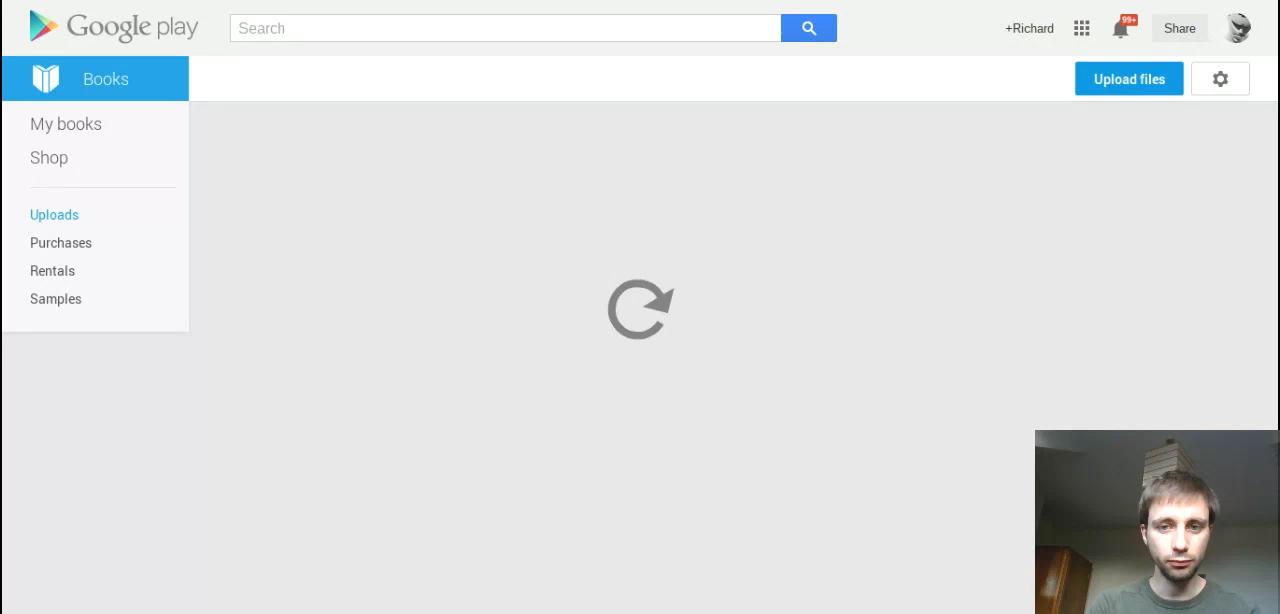 Google play
Search
+Richard
99+
Share
Books
Upload files
My books
Shop
Uploads
Purchases
Rentals
Samples